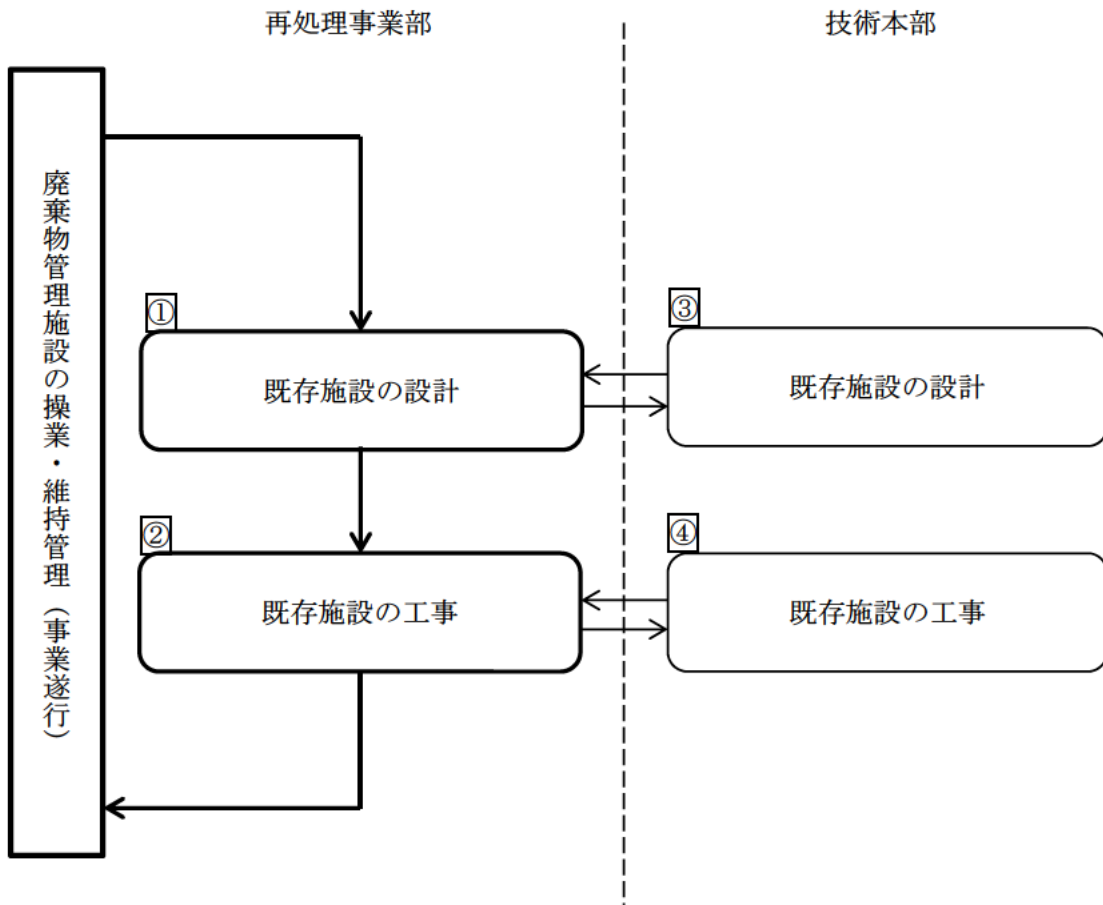 再処理事業部
技術本部
廃棄物管理施設の操業・維持管理（事業遂行）
①
既存施設の設計
③
既存施設の設計
②
既存施設の工事
④
既存施設の工事